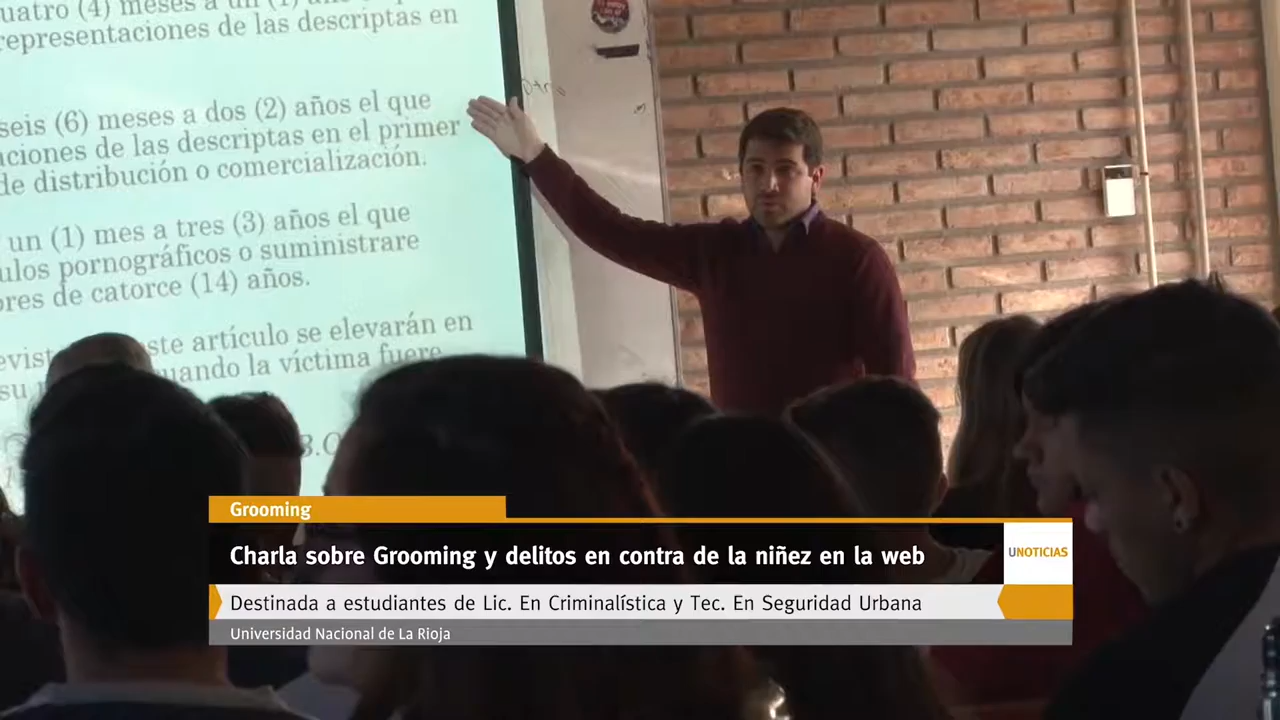 uatro (4) meses a un (1)
representaciones de las descriptas en
seis (6) meses a dos (2) años el que
aciones de las descriptas en el primer
de distribución o comercialización.
un (1) mes a tres (3) años el que
ulos pornográficos o suministrare
ores de catorce (14) años.
evist ste artículo se elevarán en
su uando la víctima fuere
Grooming
Charla sobre Grooming y delitos en contra de la niñez en la web
UNOTICIAS
Destinada a estudiantes de Lic. En Criminalística y Tec. En Seguridad Urbana
Universidad Nacional de La Rioja